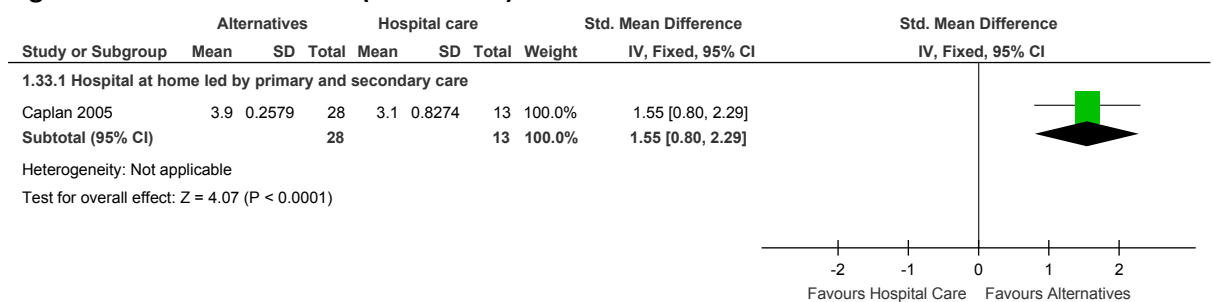 Alternatives Hospital care Std. Mean Difference Std. Mean Difference
Study or Subgroup Mean SD Total Mean SD Total Weight IV, Fixed, 95% CI IV, Fixed, 95% CI
1.33.1 Hospital at home led by primary and secondary care
Caplan 2005 3.9 0.2579 28 3.1 0.8274 13 100.0% 1.55 [0.80, 2.29]
Subtotal (95% CI) 28 13 100.0% 1.55 [0.80, 2.29]
Heterogeneity: Not applicable
Test for overall effect: Z = 4.07 (P < 0.0001)
-2 -1 0 1 2
Favours Hospital Care Favours Alternatives